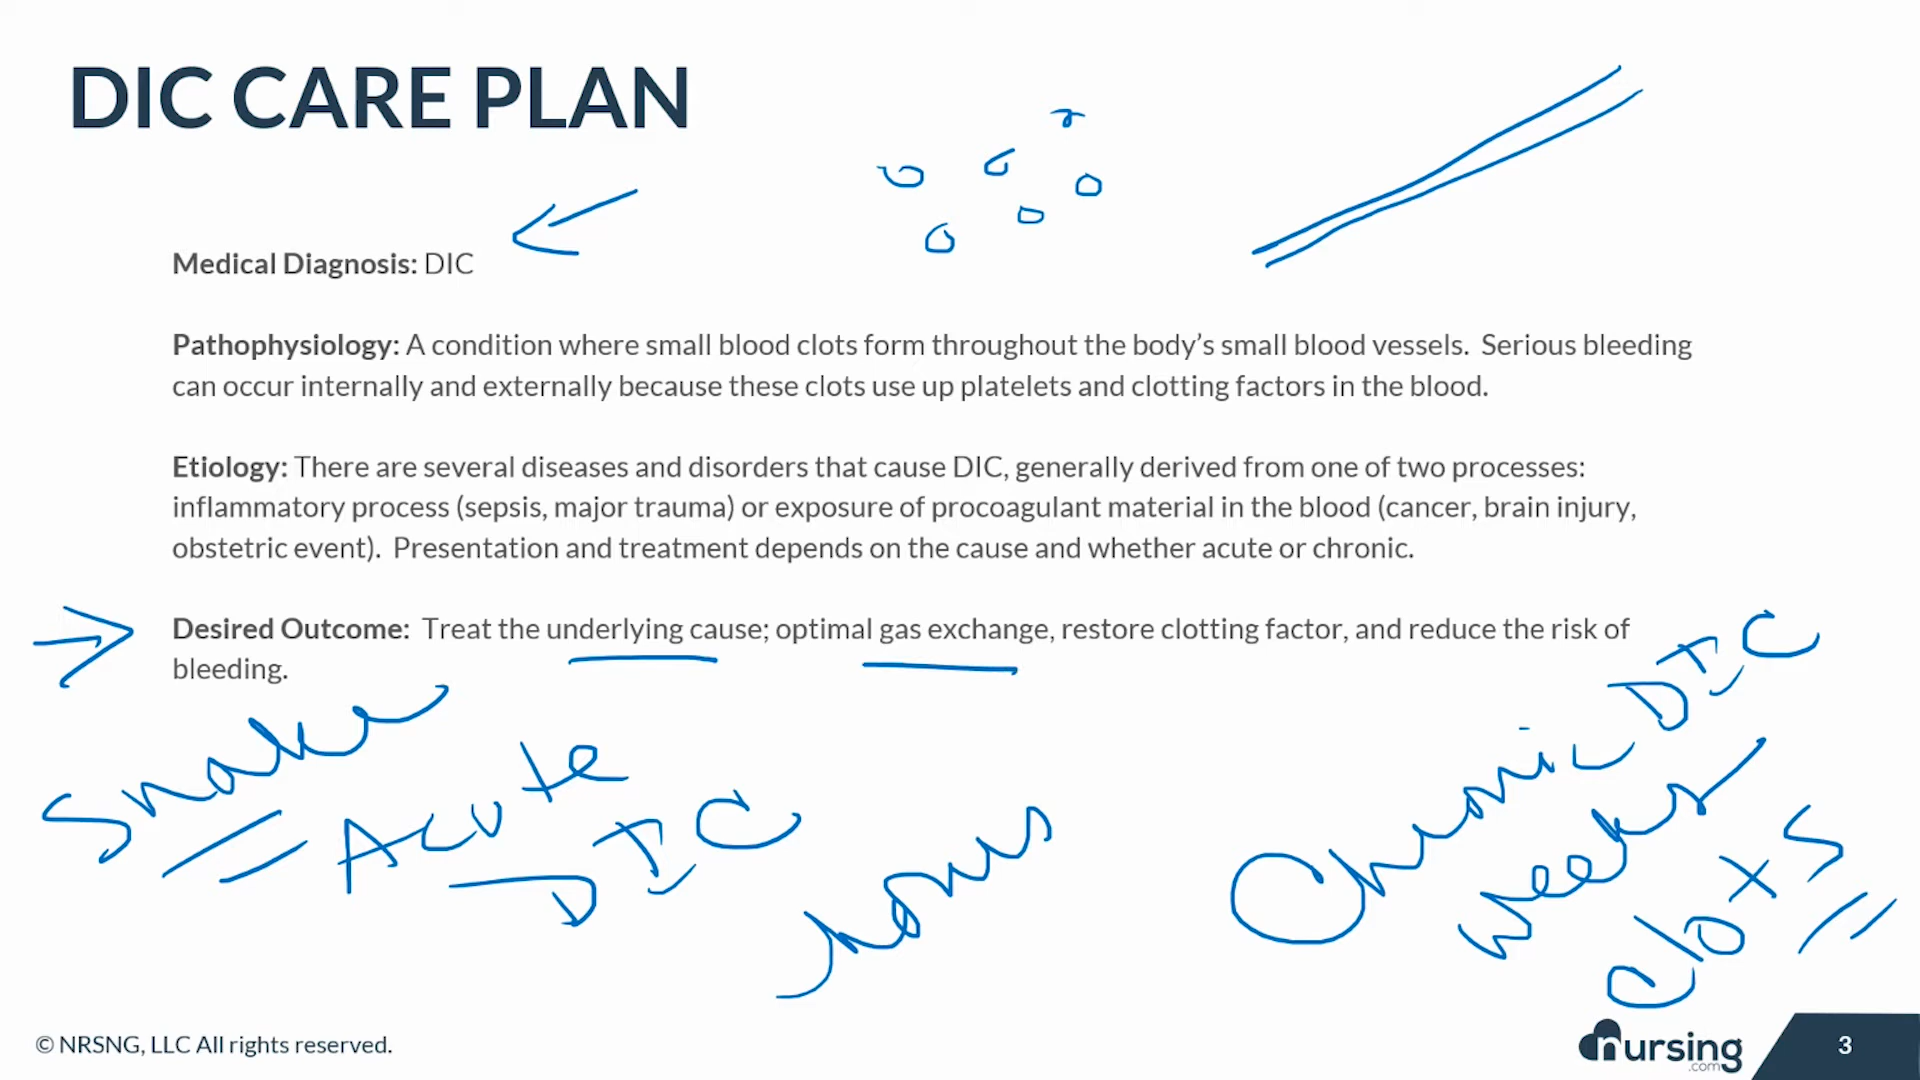 DIC CARE PLAN
Medical Diagnosis: DIC
Pathophysiology: A condition where small blood clots form throughout the body’s small blood vessels. Serious bleeding
can occur internally and externally because these clots use up platelets and clotting factors in the blood.
Etiology: There are several diseases and disorders that cause DIC, generally derived from one of two processes:
inflammatory process (sepsis, major trauma) or exposure of procoagulant material in the blood (cancer, brain injury,
obstetric event). Presentation and treatment depends on the cause and whether acute or chronic.
Desired Outcome: Treat the underlying cause; optimal gas exchange, restore clotting factor, and reduce the risk of
bleeding.
Snake
Acute
DIC
hours
Chronic DIC
weeks
clots
© NRSNG, LLC All rights reserved.
nursing
.com
3